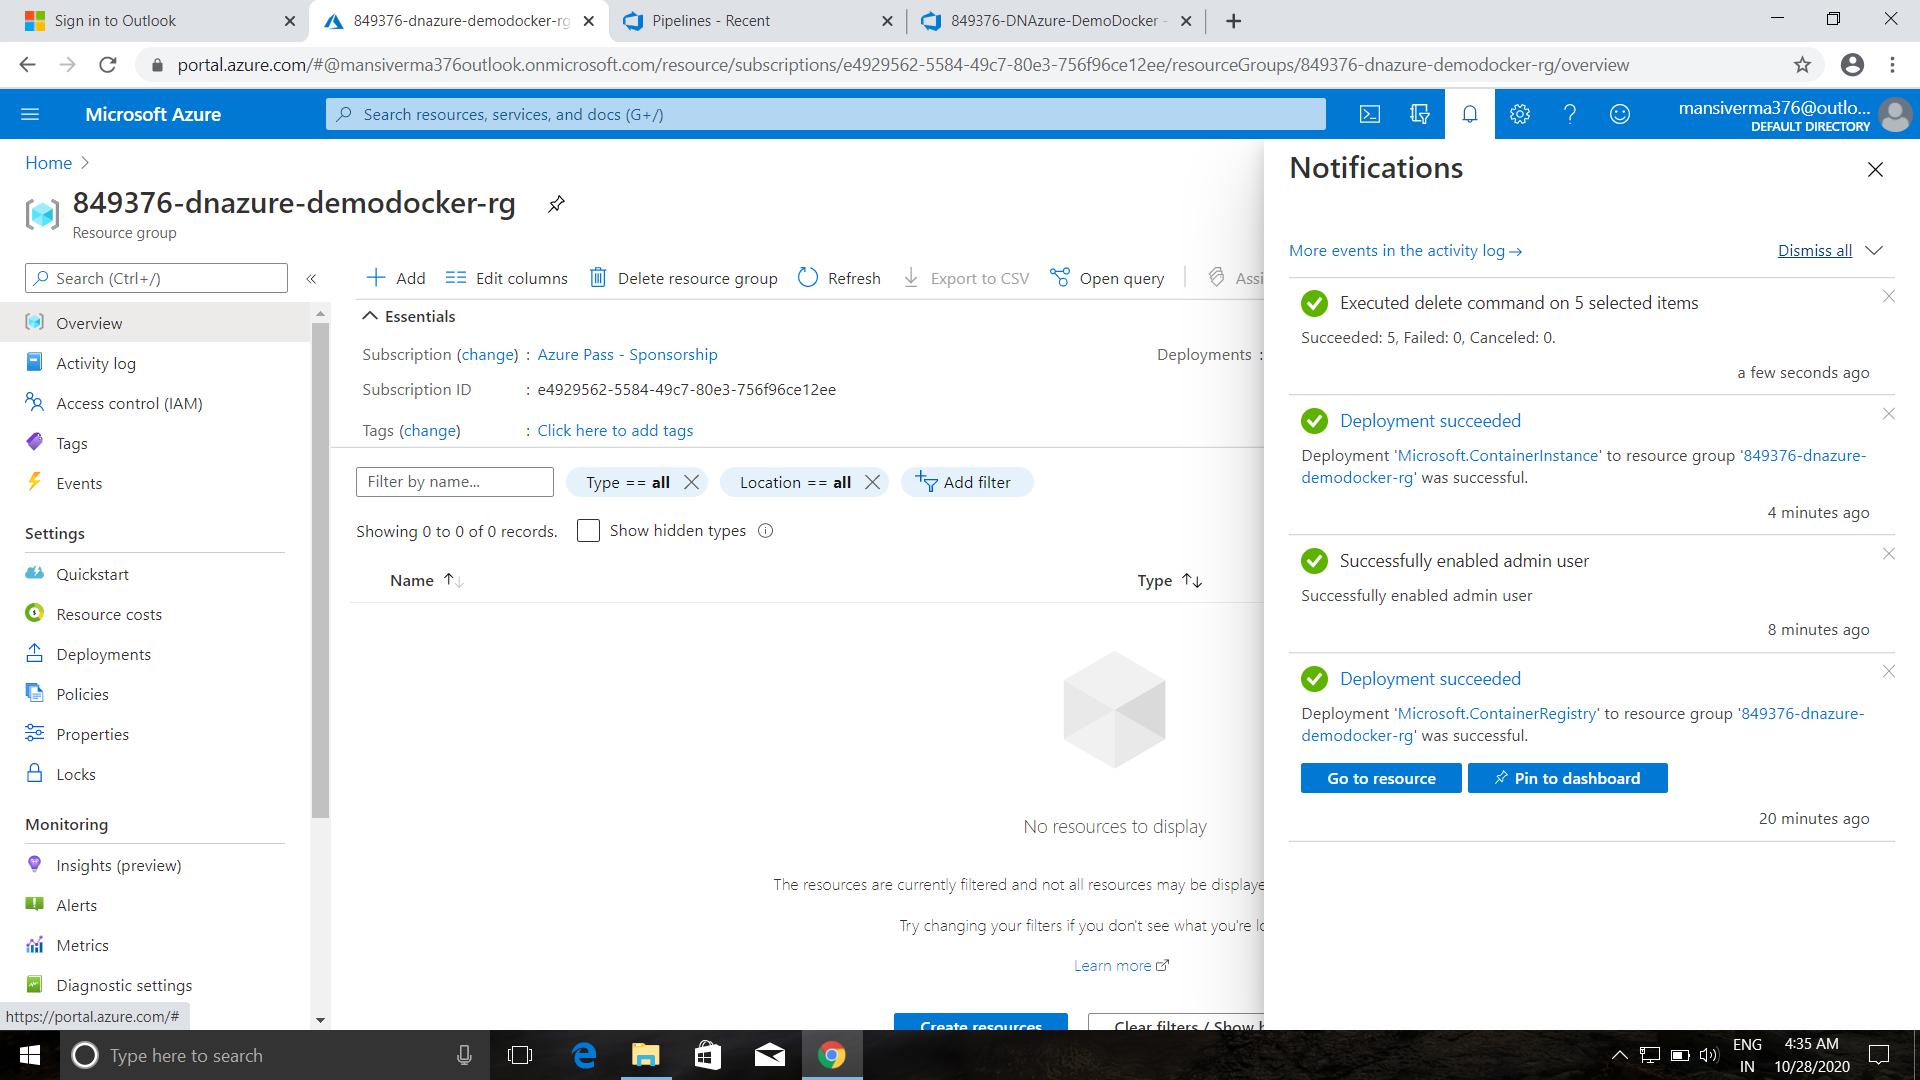 Sign in to Outlook
849376-dnazure-demodocker-rg
Pipelines - Recent
849376-DNAzure-DemoDocker -
portal.azure.com/#@mansiverma376outlook.onmicrosoft.com/resource/subscriptions/e4929562-5584-49c7-80e3-756f96ce12ee/resourceGroups/849376-dnazure-demodocker-rg/overview
Microsoft Azure
Search resources, services, and docs (G+/)
mansiverma376@outlo...
DEFAULT DIRECTORY
Home
849376-dnazure-demodocker-rg
Resource group
Search (Ctrl+/)
Overview
Activity log
Access control (IAM)
Tags
Events
Settings
Quickstart
Resource costs
Deployments
Policies
Properties
Locks
Monitoring
Insights (preview)
Alerts
Metrics
Diagnostic settings
https://portal.azure.com/#
Add
Edit columns
Delete resource group
Refresh
Export to CSV
Open query
Assi
Essentials
Subscription (change) : Azure Pass - Sponsorship
Deployments :
Subscription ID : e4929562-5584-49c7-80e3-756f96ce12ee
Tags (change) : Click here to add tags
Filter by name...
Type == all
Location == all
Add filter
Showing 0 to 0 of 0 records.
Show hidden types
Name
Type
No resources to display
The resources are currently filtered and not all resources may be displaye
Try changing your filters if you don't see what you're lo
Learn more
Create resources
Clear filters / Show h
Notifications
More events in the activity log →
Dismiss all
Executed delete command on 5 selected items
Succeeded: 5, Failed: 0, Canceled: 0.
a few seconds ago
Deployment succeeded
Deployment 'Microsoft.ContainerInstance' to resource group '849376-dnazure-
demodocker-rg' was successful.
4 minutes ago
Successfully enabled admin user
Successfully enabled admin user
8 minutes ago
Deployment succeeded
Deployment 'Microsoft.ContainerRegistry' to resource group '849376-dnazure-
demodocker-rg' was successful.
Go to resource
Pin to dashboard
20 minutes ago
Type here to search
ENG
IN
4:35 AM
10/28/2020